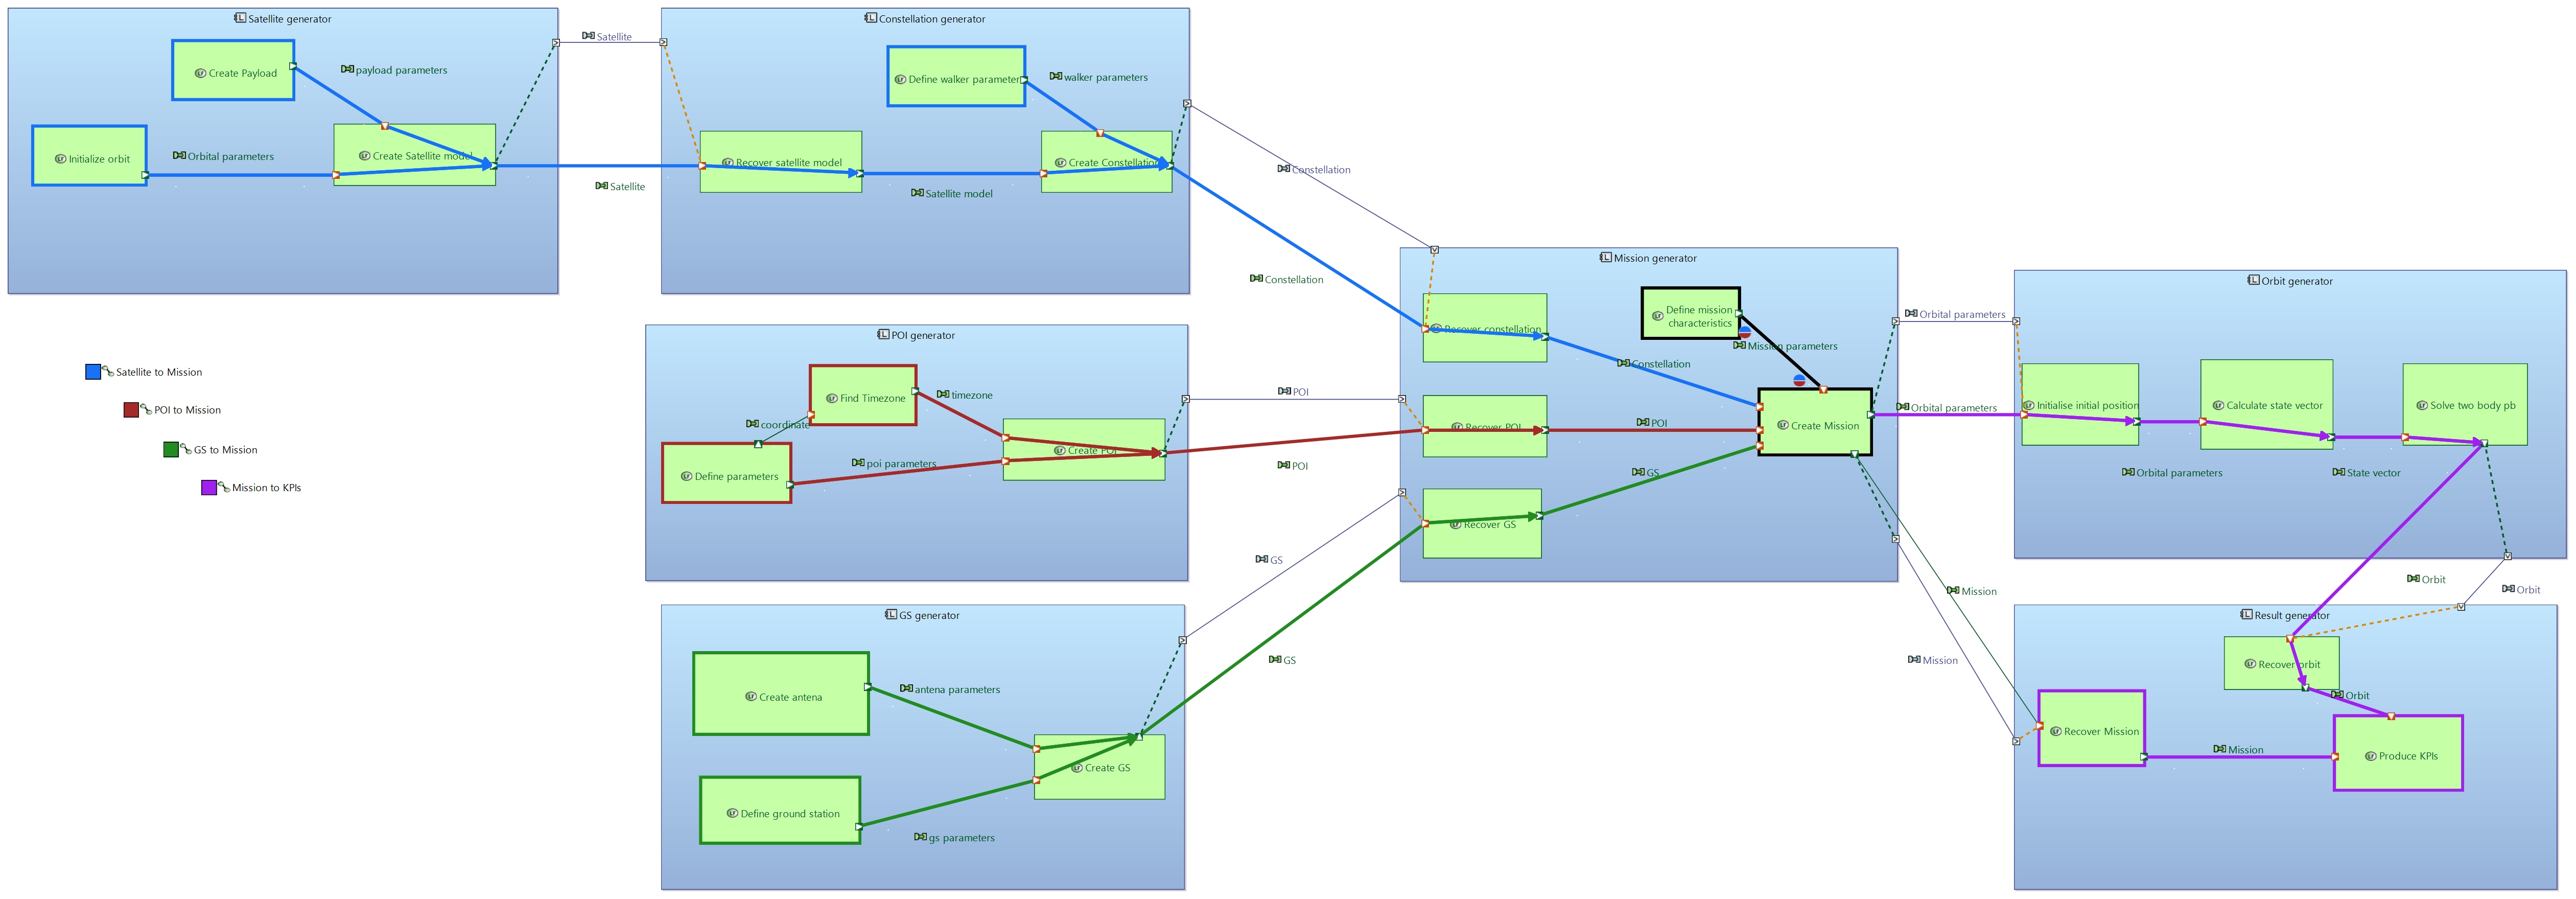 Satellite generator
Create Payload
payload parameters
Initialize orbit
Orbital parameters
Create Satellite model
Satellite
Satellite
Constellation generator
Define walker parameter
walker parameters
Recover satellite model
Satellite model
Create Constellation
Constellation
Constellation
POI generator
Find Timezone
timezone
coordinate
Define parameters
poi parameters
Create POI
POI
POI
GS generator
Create antena
antena parameters
Define ground station
gs parameters
Create GS
GS
GS
Mission generator
Recover constellation
Define mission
characteristics
Mission parameters
Constellation
Recover POI
POI
Create Mission
Recover GS
GS
Orbital parameters
Orbital parameters
Mission
Mission
Orbit generator
Initialise initial position
Calculate state vector
Solve two body pb
Orbital parameters
State vector
Orbit
Orbit
Result generator
Recover orbit
Orbit
Recover Mission
Mission
Produce KPIs
Satellite to Mission
POI to Mission
GS to Mission
Mission to KPIs